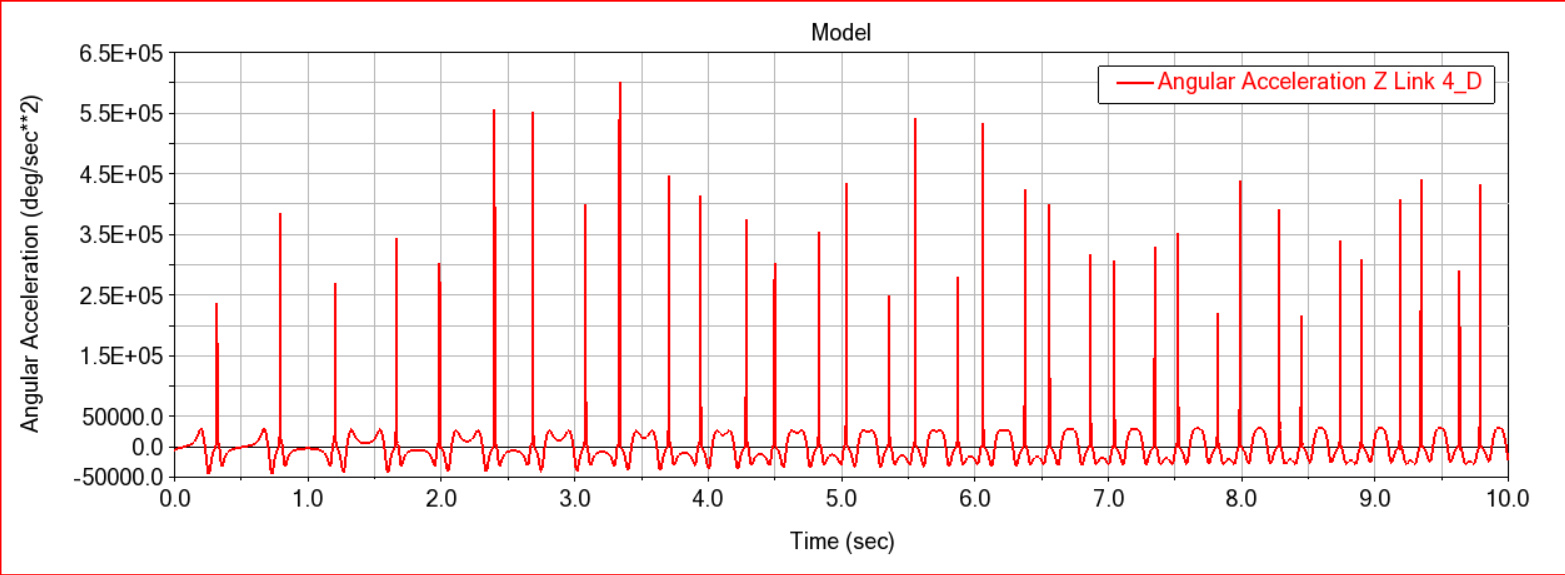 Model
Angular Acceleration Z Link 4_D
Angular Acceleration (deg/sec**2)
6.5E+05
5.5E+05
4.5E+05
3.5E+05
2.5E+05
1.5E+05
50000.0
0.0
-50000.0
0.0 1.0 2.0 3.0 4.0 5.0 6.0 7.0 8.0 9.0 10.0
Time (sec)